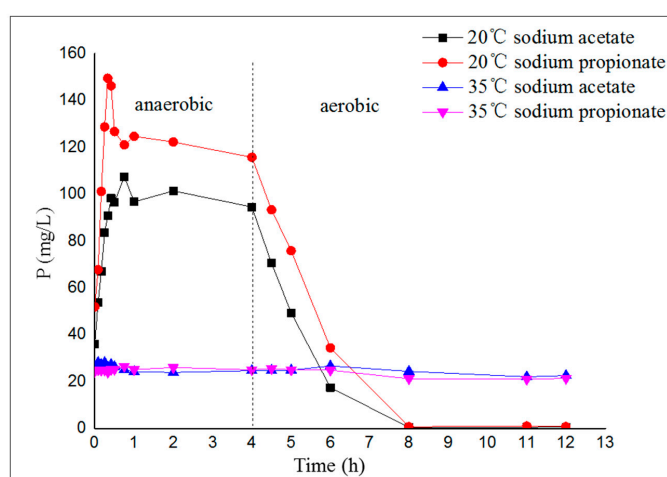 20℃ sodium acetate
20℃ sodium propionate
35℃ sodium acetate
35℃ sodium propionate
anaerobic
aerobic
P (mg/L)
160
140
120
100
80
60
40
20
0
0 1 2 3 4 5 6 7 8 9 10 11 12 13
Time (h)